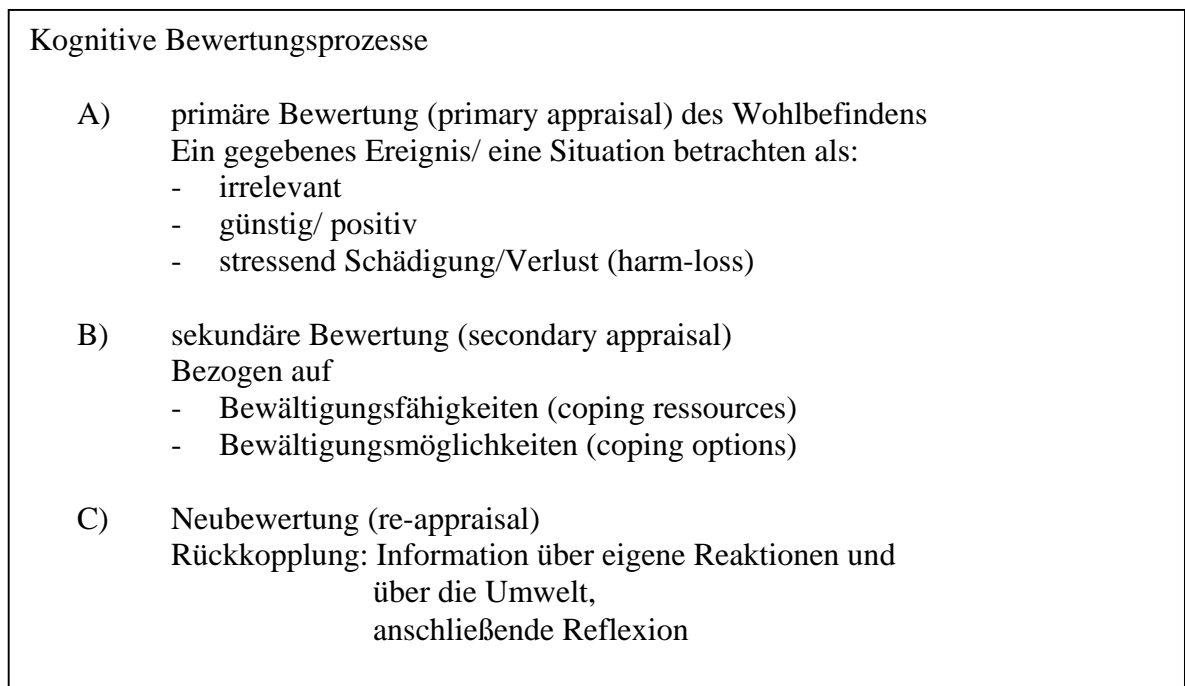 Kognitive Bewertungsprozesse
A) primäre Bewertung (primary appraisal) des Wohlbefindens
Ein gegebenes Ereignis/ eine Situation betrachten als:
- irrelevant
- günstig/ positiv
- stressend Schädigung/Verlust (harm-loss)
B) sekundäre Bewertung (secondary appraisal)
Bezogen auf
- Bewältigungsfähigkeiten (coping ressources)
- Bewältigungsmöglichkeiten (coping options)
C) Neubewertung (re-appraisal)
Rückkopplung: Information über eigene Reaktionen und
über die Umwelt,
anschließende Reflexion